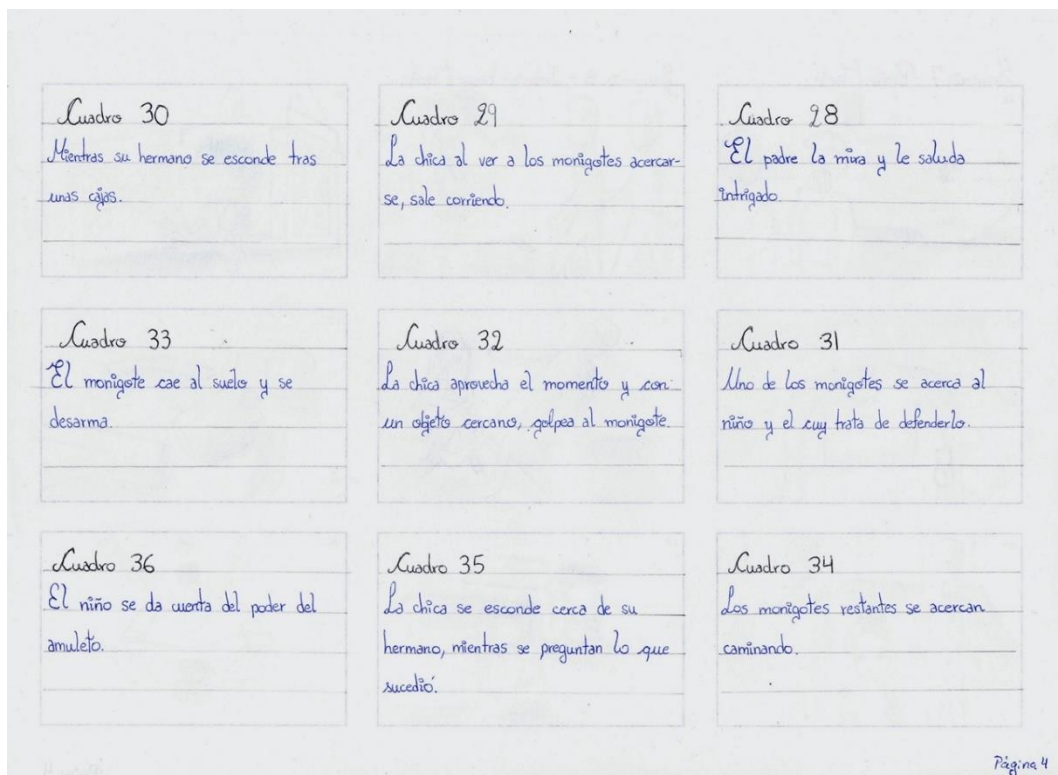 Cuadro 30
Mientras su hermano se esconde tras
unas cajas.
Cuadro 29
La chica al ver a los monigotes acercar-
se, sale corriendo.
Cuadro 28
El padre la mira y le saluda
intrigado.
Cuadro 33
El monigote cae al suelo y se
desarma.
Cuadro 32
La chica aprovecha el momento y con
un objeto cercano, golpea al monigote.
Cuadro 31
Uno de los monigotes se acerca al
niño y el cuy trata de defenderlo.
Cuadro 36
El niño se da cuenta del poder del
amuleto.
Cuadro 35
La chica se esconde cerca de su
hermano, mientras se preguntan lo que
sucedió.
Cuadro 34
Los monigotes restantes se acercan
caminando.
Página 4